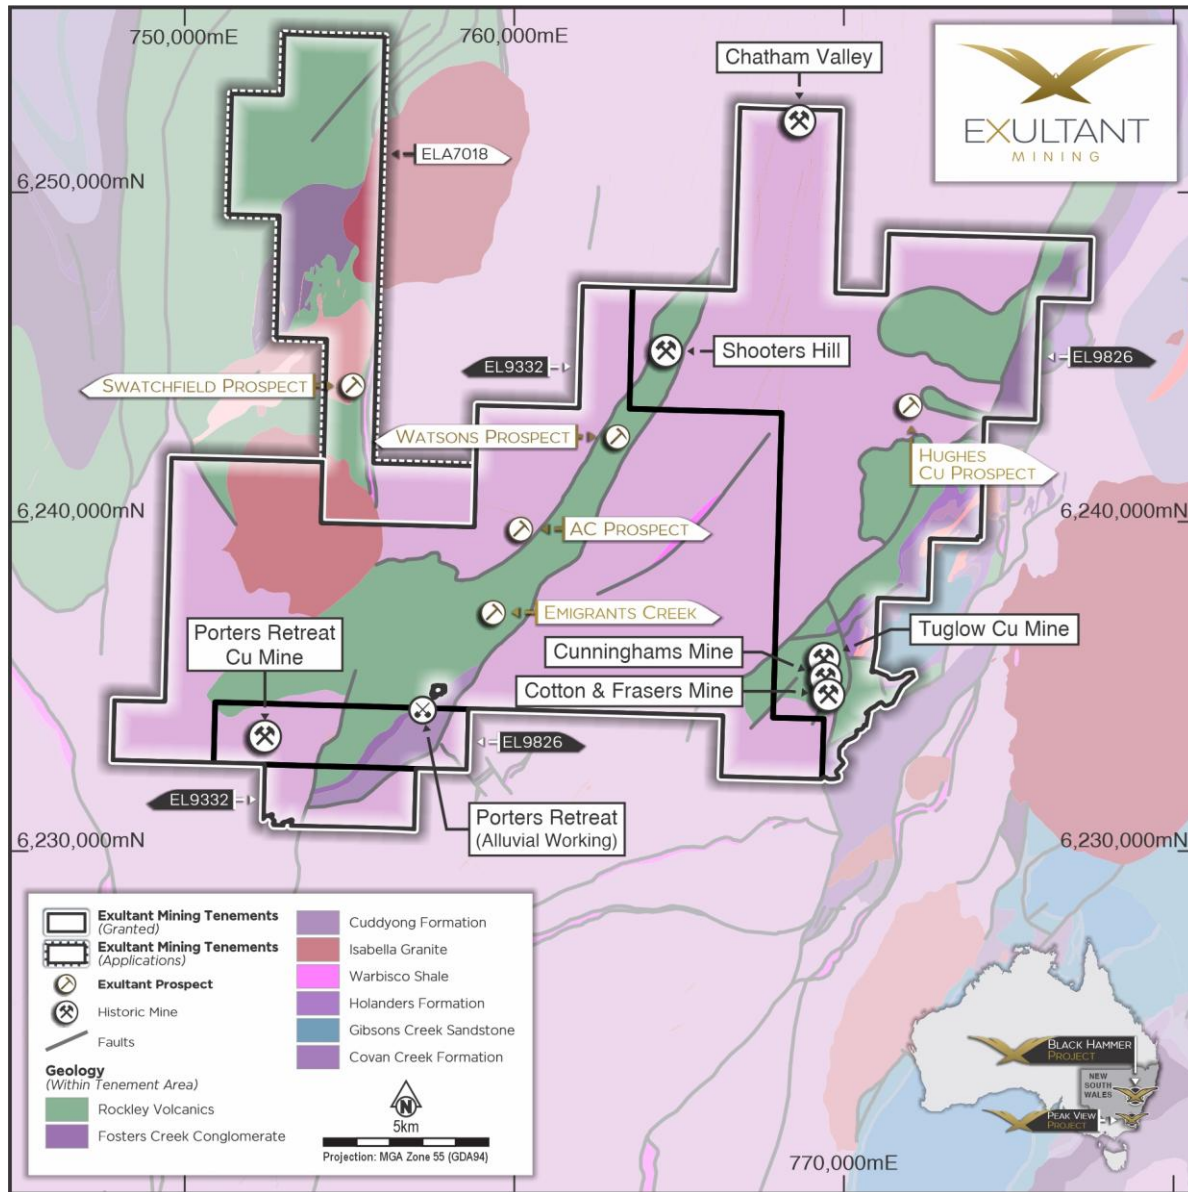 750,000mE
760,000mE
Chatham Valley
EXULTANT
MINING
ELA7018
6,250,000mN
6,250,000mN
Shooters Hill
EL9332
EL9826
SWATCHFIELD PROSPECT
WATSONS PROSPECT
HUGHES
CU PROSPECT
6,240,000mN
6,240,000mN
AC PROSPECT
EMIGRANTS CREEK
Porters Retreat
Cu Mine
Tuglow Cu Mine
Cunninghams Mine
Cotton & Frasers Mine
EL9826
EL9332
Porters Retreat
(Alluvial Working)
6,230,000mN
6,230,000mN
Exultant Mining Tenements
(Granted)
Exultant Mining Tenements
(Applications)
Exultant Prospect
Historic Mine
Faults
Geology
(Within Tenement Area)
Rockley Volcanics
Fosters Creek Conglomerate
Cuddyong Formation
Isabella Granite
Warbisco Shale
Holanders Formation
Gibsons Creek Sandstone
Covan Creek Formation
N
5km
Projection: MGA Zone 55 (GDA94)
BLACK HAMMER
PROJECT
NEW
SOUTH
WALES
PEAK VIEW
PROJECT
770,000mE